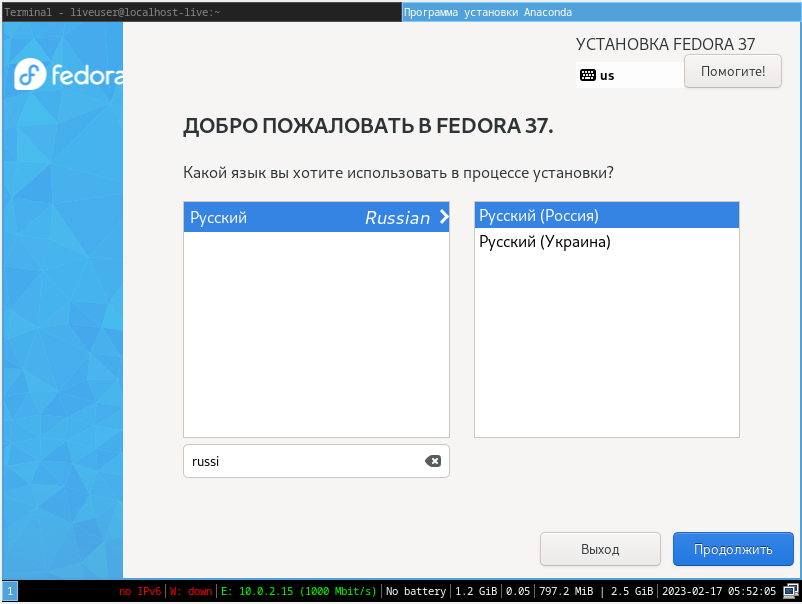 Terminal - liveuser@localhost-live:~
Программа установки Anaconda
fedora
УСТАНОВКА FEDORA 37
us
Помогите!
ДОБРО ПОЖАЛОВАТЬ В FEDORA 37.
Какой язык вы хотите использовать в процессе установки?
Русский Russian
Русский (Россия)
Русский (Украина)
russi
Выход
Продолжить
1
no IPv6 | W: down | E: 10.0.2.15 (1000 Mbit/s) | No battery | 1.2 GiB | 0.05 | 797.2 MiB | 2.5 GiB | 2023-02-17 05:52:05